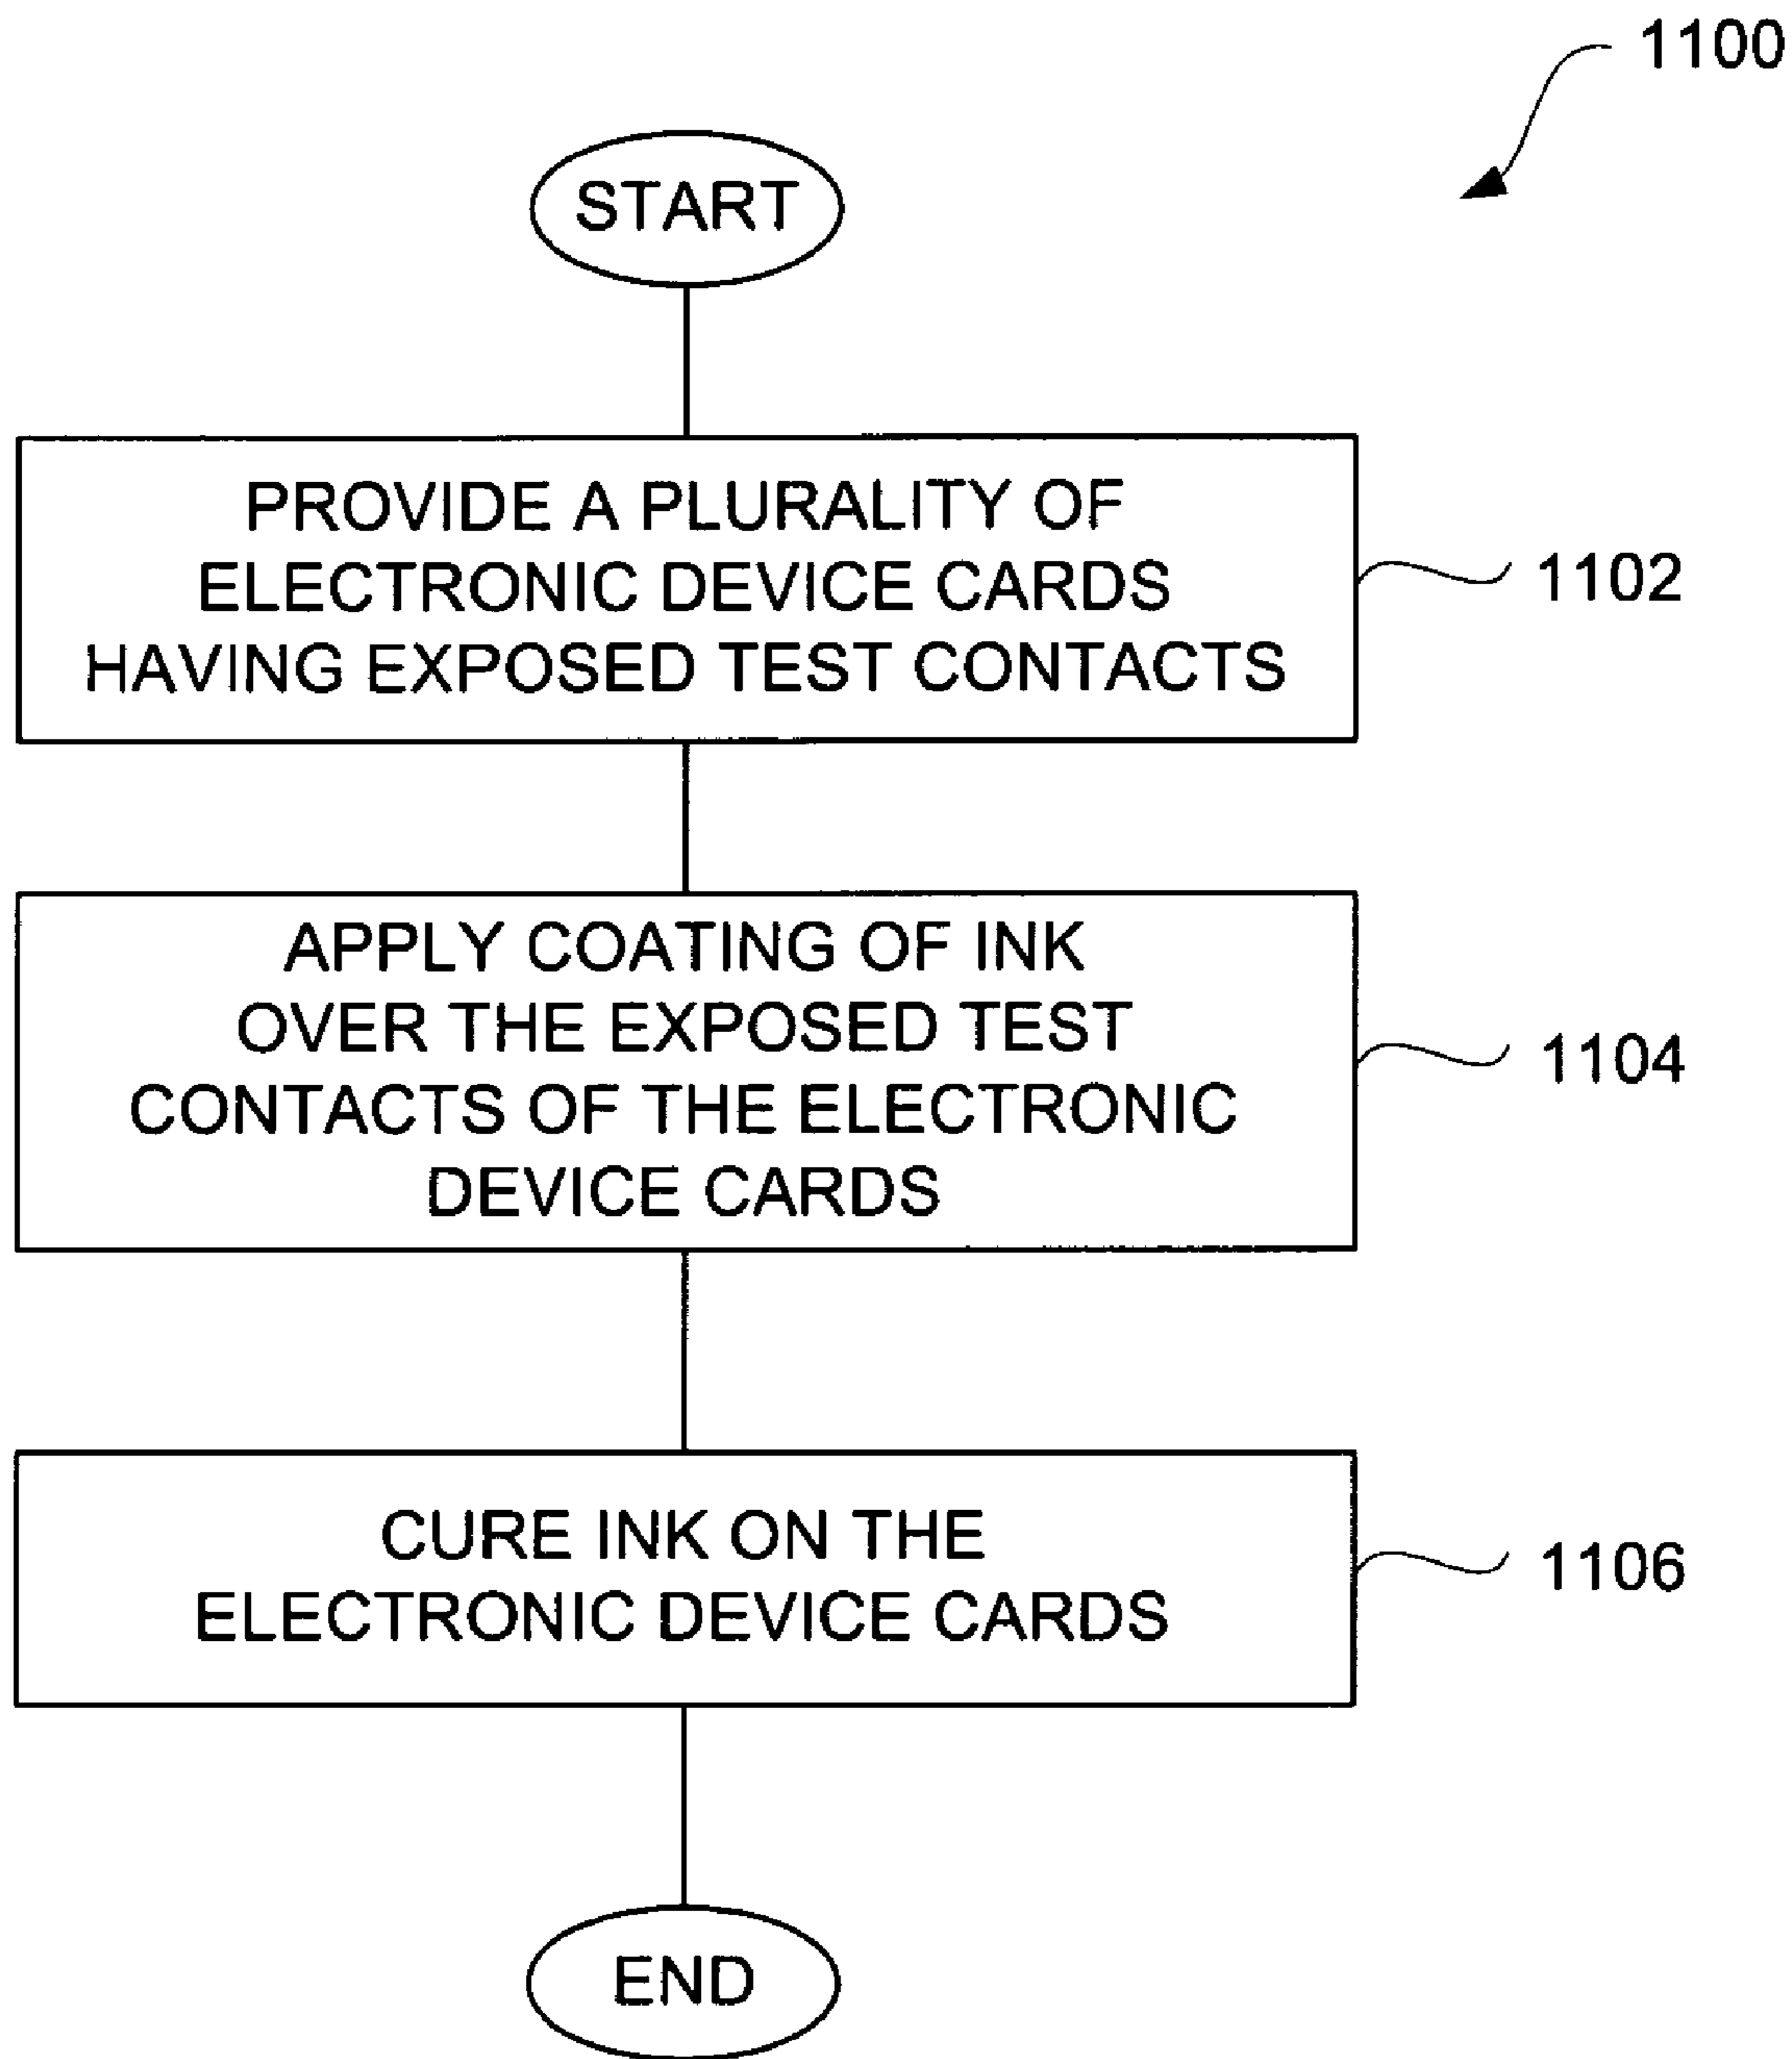 1100
START
PROVIDE A PLURALITY OF
ELECTRONIC DEVICE CARDS
HAVING EXPOSED TEST CONTACTS
1102
APPLY COATING OF INK
OVER THE EXPOSED TEST
CONTACTS OF THE ELECTRONIC
DEVICE CARDS
1104
CURE INK ON THE
ELECTRONIC DEVICE CARDS
1106
END